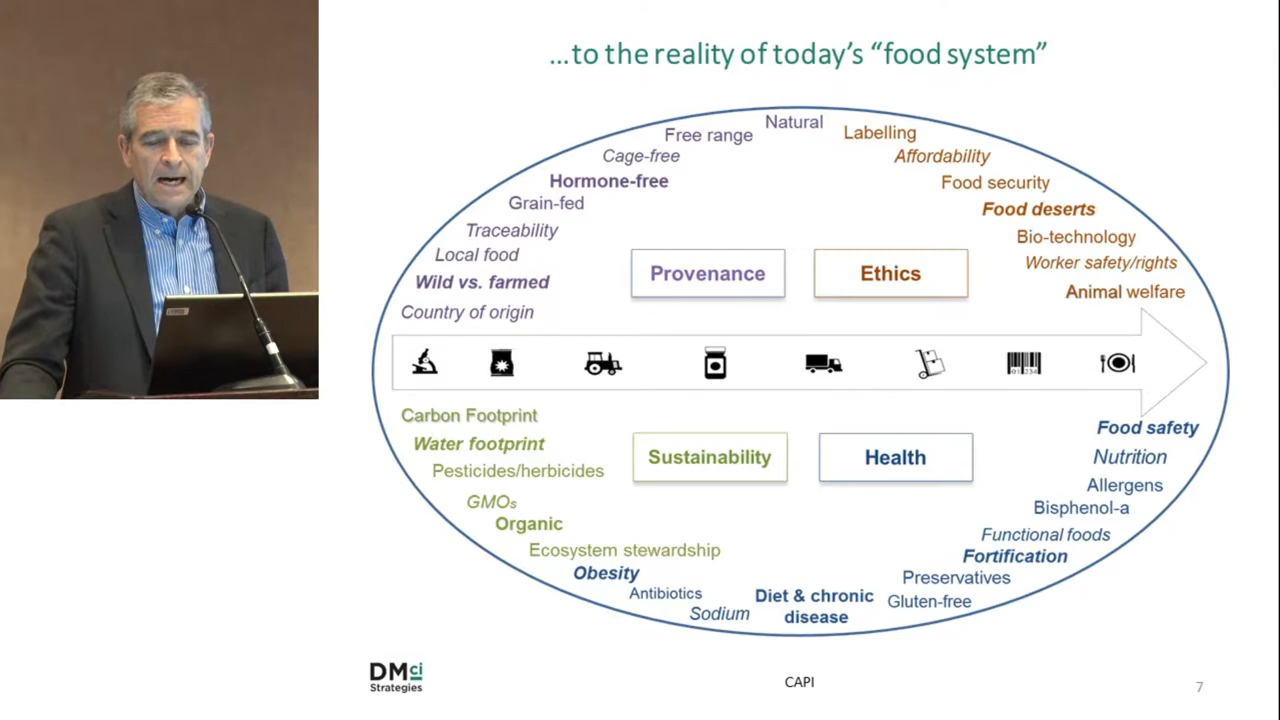 …to the reality of today's “food system”
Natural
Free range
Labelling
Cage-free
Affordability
Hormone-free
Food security
Grain-fed
Food deserts
Traceability
Bio-technology
Local food
Worker safety/rights
Wild vs. farmed
Provenance
Ethics
Animal welfare
Country of origin
01234
Carbon Footprint
Food safety
Water footprint
Sustainability
Health
Nutrition
Pesticides/herbicides
Allergens
GMOs
Bisphenol-a
Organic
Functional foods
Ecosystem stewardship
Fortification
Obesity
Preservatives
Antibiotics
Diet & chronic
disease
Gluten-free
Sodium
DMci
Strategies
CAPI
7